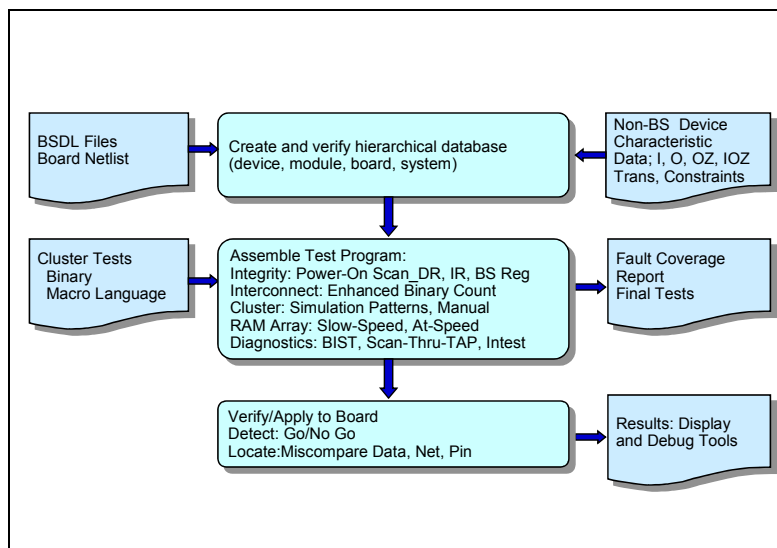 BSDL Files
Board Netlist
Create and verify hierarchical database
(device, module, board, system)
Non-BS Device
Characteristic
Data; I, O, OZ, IOZ
Trans, Constraints
Cluster Tests
Binary
Macro Language
Assemble Test Program:
Integrity: Power-On Scan_DR, IR, BS Reg
Interconnect: Enhanced Binary Count
Cluster: Simulation Patterns, Manual
RAM Array: Slow-Speed, At-Speed
Diagnostics: BIST, Scan-Thru-TAP, Intest
Fault Coverage
Report
Final Tests
Verify/Apply to Board
Detect: Go/No Go
Locate:Miscompare Data, Net, Pin
Results: Display
and Debug Tools